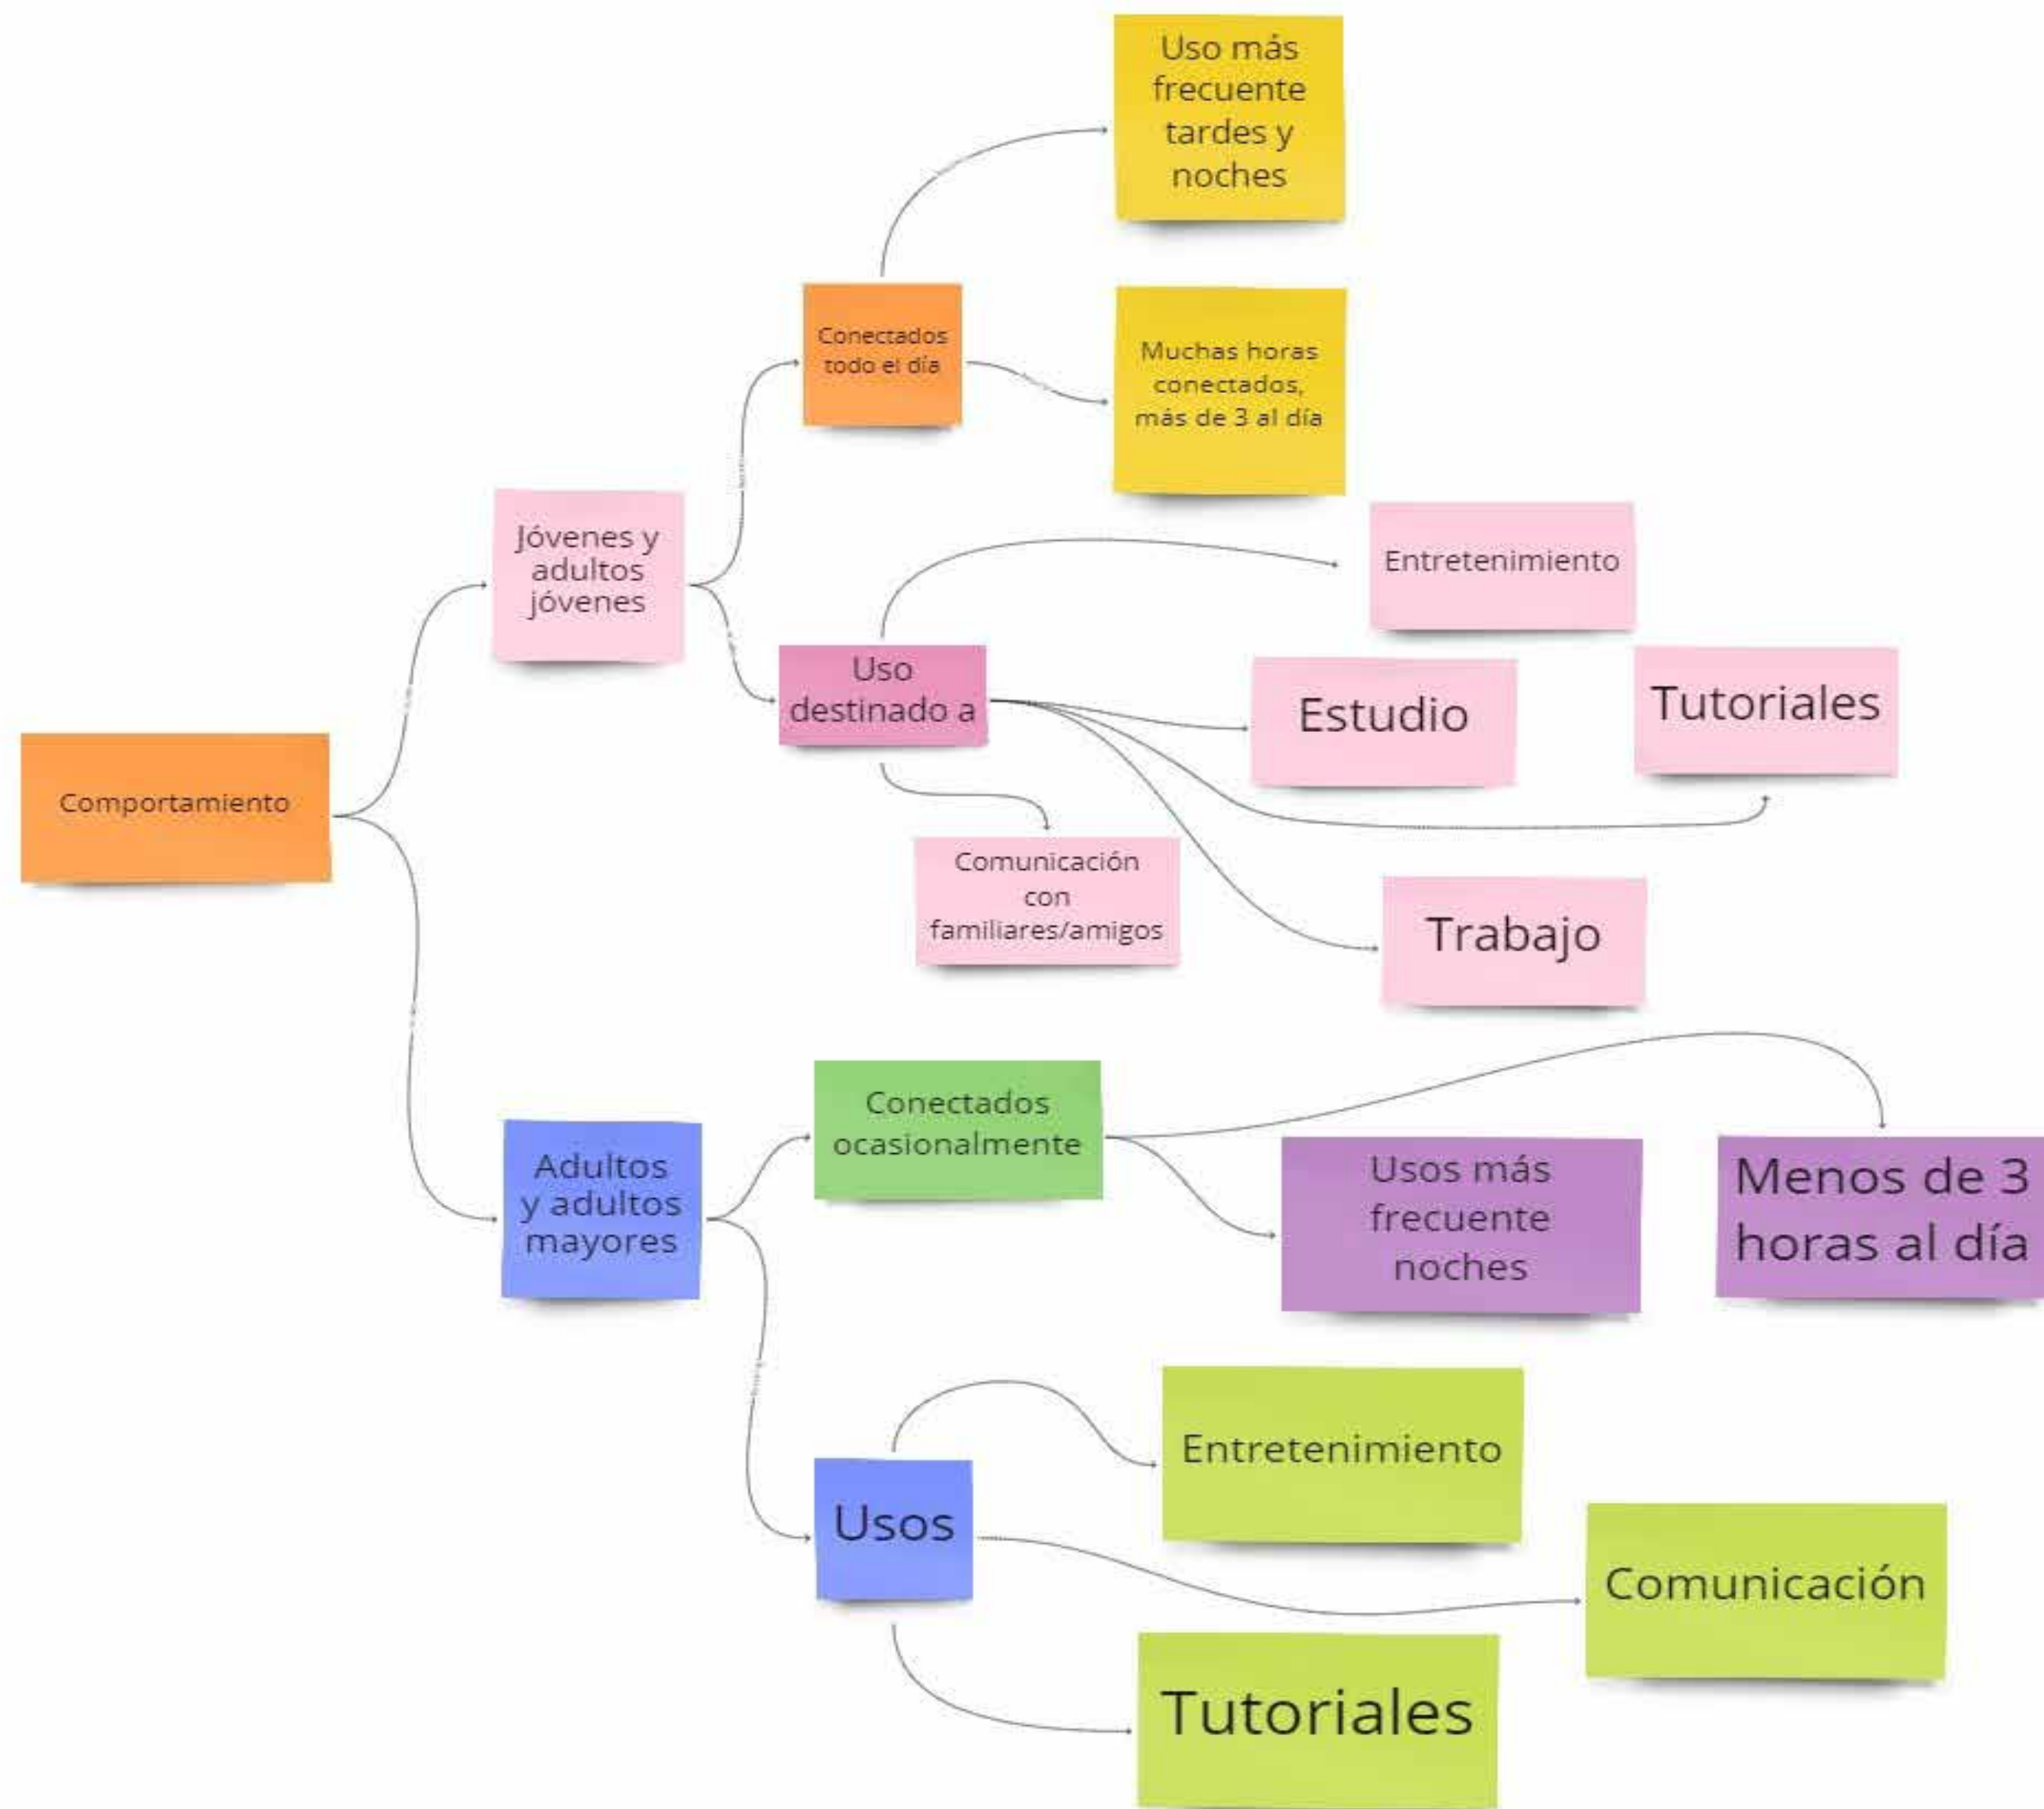 Uso más
frecuente
tardes y
noches
Conectados
todo el día
Muchas horas
conectados,
más de 3 al día
Jóvenes y
adultos
jóvenes
Entretenimiento
Uso
destinado a
Estudio
Tutoriales
Comportamiento
Comunicación
con
familiares/amigos
Trabajo
Conectados
ocasionalmente
Adultos
y adultos
mayores
Usos más
frecuente
noches
Menos de 3
horas al día
Entretenimiento
Usos
Comunicación
Tutoriales